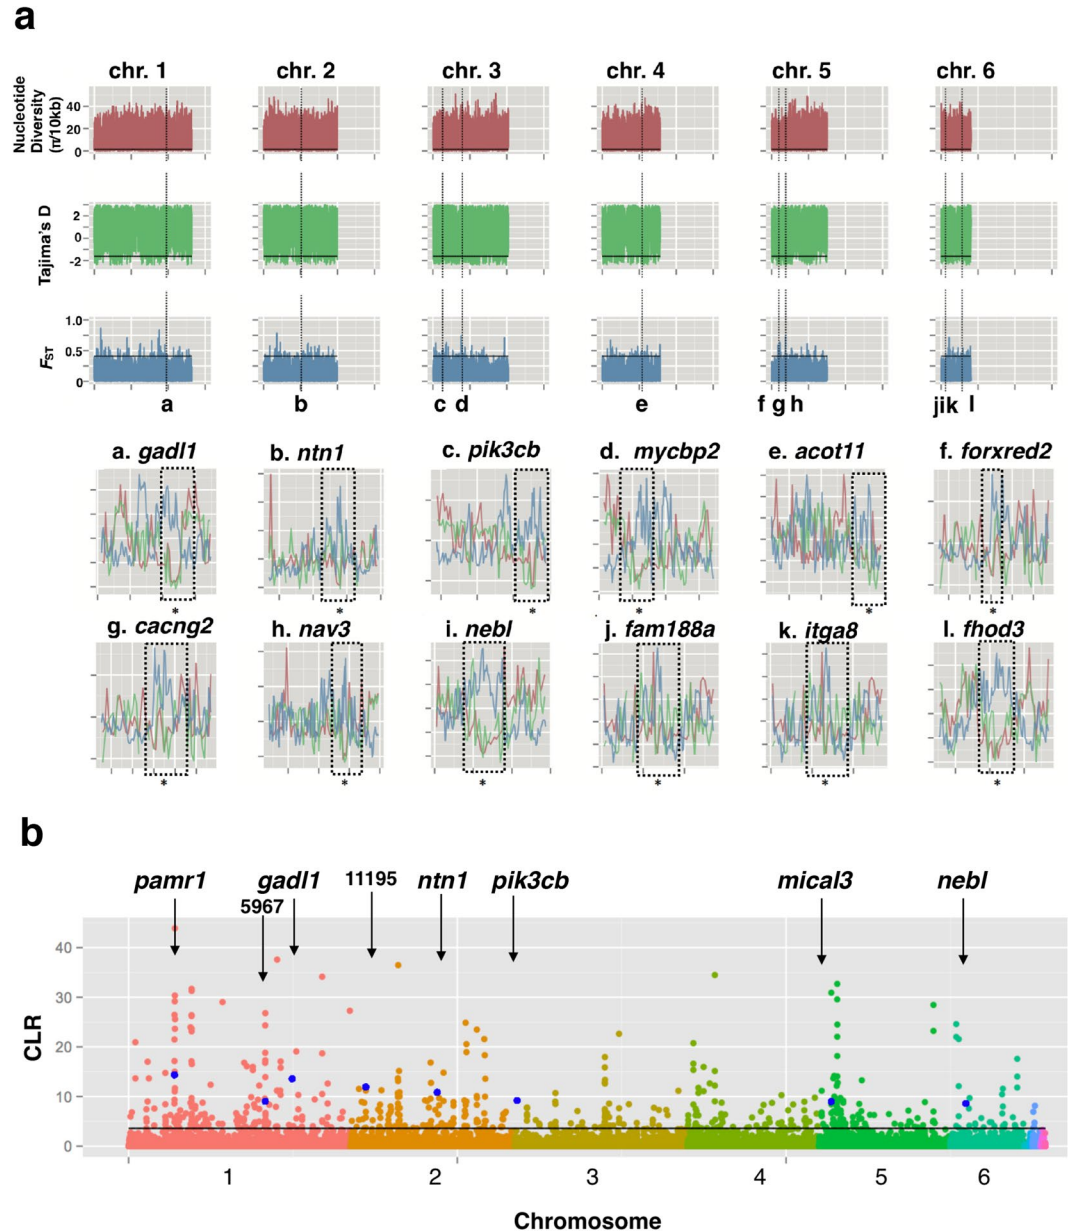 a
chr. 1 chr. 2 chr. 3 chr. 4 chr. 5 chr. 6
Nucleotide
Diversity
(π/10kb)
40
20
0
Tajima's D
2
0
-2
FST
1.0
0.5
0
a b c d e f g h j i k l
a. gadl1 b. ntn1 c. pik3cb d. mycbp2 e. acot11 f. forxred2
* * * * * *
g. cacng2 h. nav3 i. nebl j. fam188a k. itga8 l. fhod3
* * * * * *
b
pamr1 gadl1 11195 ntn1 pik3cb mical3 nebl
5967
CLR
40
30
20
10
0
1 2 3 4 5 6
Chromosome